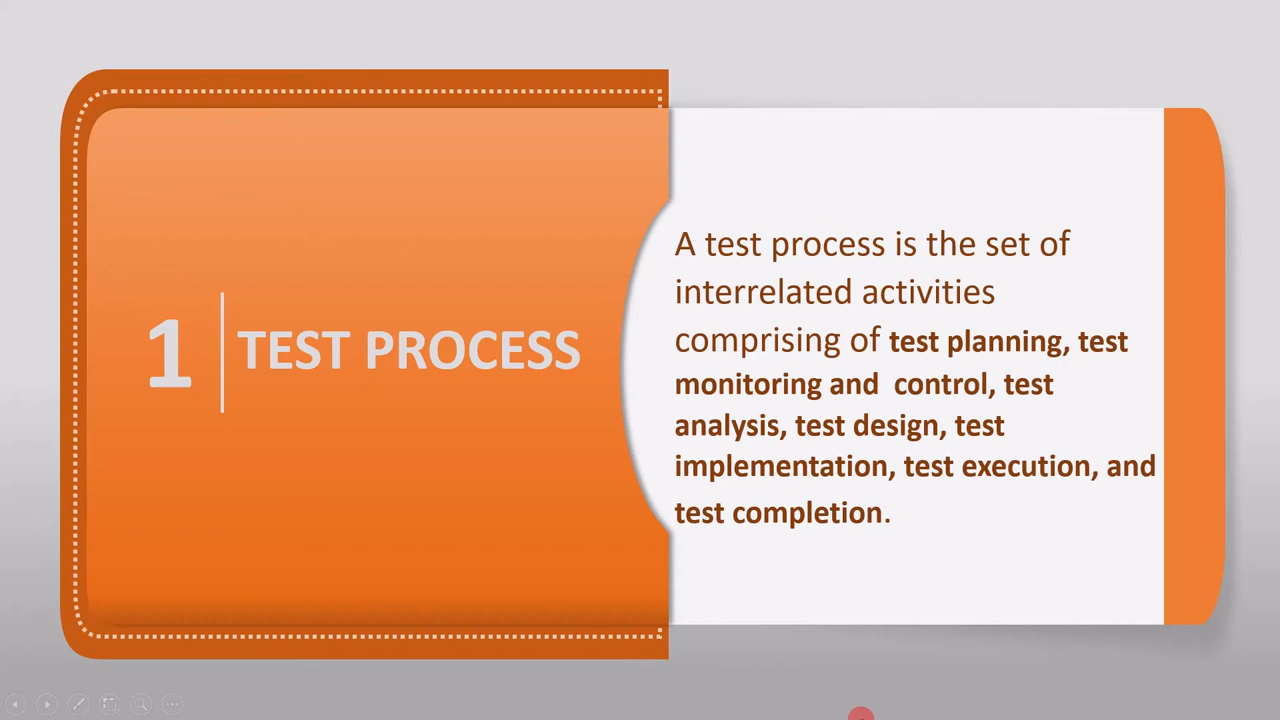 1
TEST PROCESS
A test process is the set of
interrelated activities
comprising of test planning, test
monitoring and  control, test
analysis, test design, test
implementation, test execution, and
test completion.